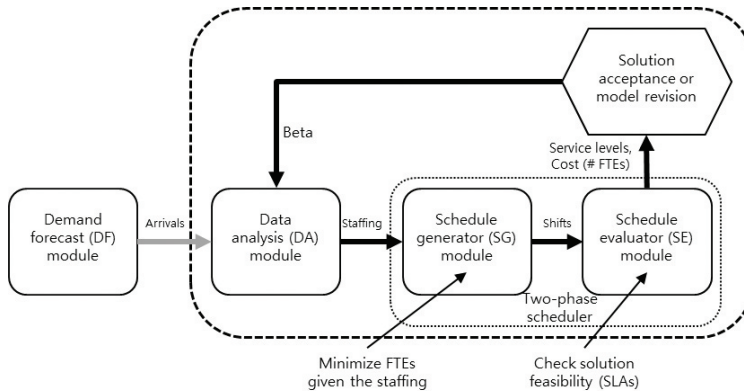 Solution
acceptance or
model revision
Beta
Service levels,
Cost (# FTEs)
Demand
forecast (DF)
module
Arrivals
Data
analysis (DA)
module
Staffing
Schedule
generator (SG)
module
Shifts
Schedule
evaluator (SE)
module
Two-phase
scheduler
Minimize FTEs
given the staffing
Check solution
feasibility (SLAs)